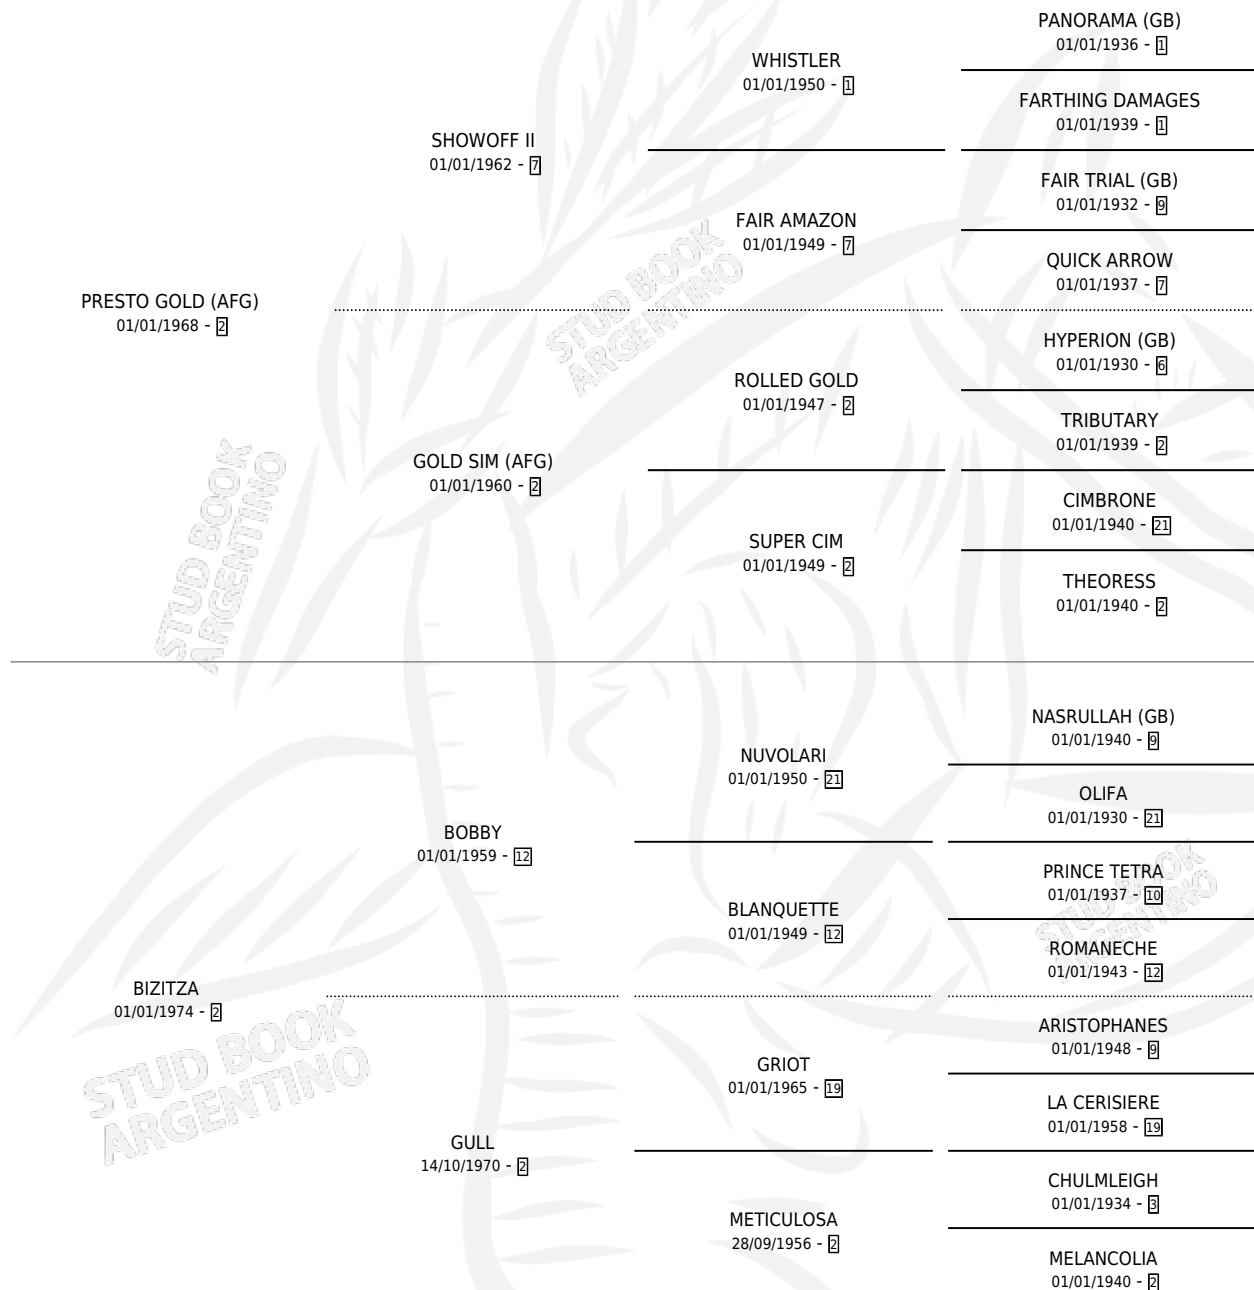 PANORAMA (GB)
01/01/1936 - 1
WHISTLER
01/01/1950 - 1
FARTHING DAMAGES
01/01/1939 - 1
SHOWOFF II
01/01/1962 - 7
FAIR TRIAL (GB)
01/01/1932 - 9
FAIR AMAZON
01/01/1949 - 7
QUICK ARROW
01/01/1937 - 7
PRESTO GOLD (AFG)
01/01/1968 - 2
HYPERION (GB)
01/01/1930 - 6
ROLLED GOLD
01/01/1947 - 2
TRIBUTARY
01/01/1939 - 2
GOLD SIM (AFG)
01/01/1960 - 2
CIMBRONE
01/01/1940 - 21
SUPER CIM
01/01/1949 - 2
THEORESS
01/01/1940 - 2
NASRULLAH (GB)
01/01/1940 - 9
NUVOLARI
01/01/1950 - 21
OLIFA
01/01/1930 - 21
BOBBY
01/01/1959 - 12
PRINCE TETRA
01/01/1937 - 10
BLANQUETTE
01/01/1949 - 12
ROMANECHE
01/01/1943 - 12
BIZITZA
01/01/1974 - 2
ARISTOPHANES
01/01/1948 - 9
GRIOT
01/01/1965 - 19
LA CERISIERE
01/01/1958 - 19
GULL
14/10/1970 - 2
CHULMLEIGH
01/01/1934 - 3
METICULOSA
28/09/1956 - 2
MELANCOLIA
01/01/1940 - 2
STUD BOOK
ARGENTINO
STUD BOOK
ARGENTINO
STUD BOOK
ARGENTINO
STUD BOOK
ARGENTINO